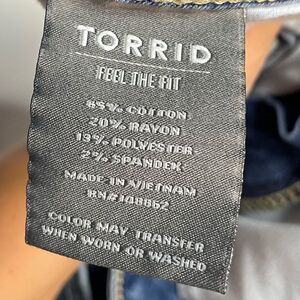 TORRID
FEEL THE FIT
65% COTTON
20% RAYON
13% POLYESTER
2% SPANDEX
MADE IN VIETNAM
RN#148862
COLOR MAY TRANSFER
WHEN WORN OR WASHED